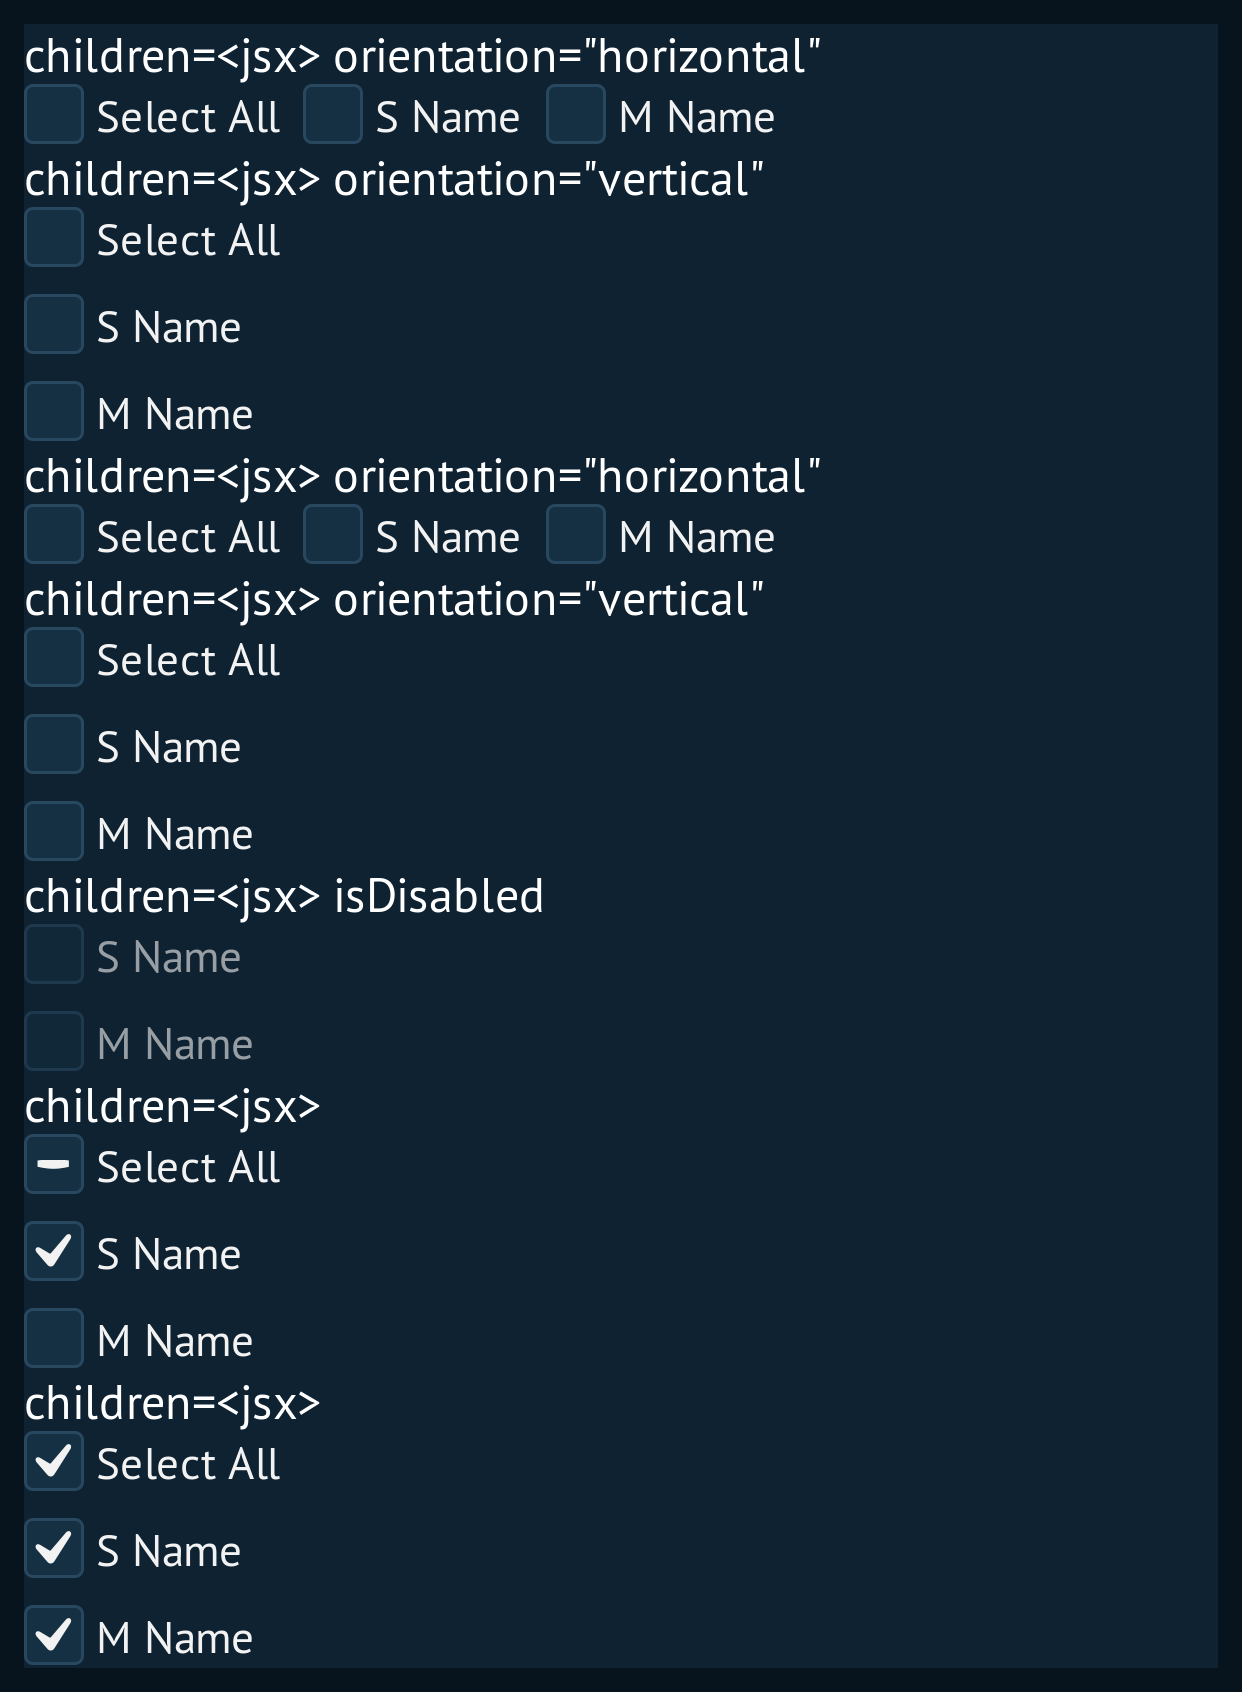 children=<jsx> orientation="horizontal"
Select All S Name M Name
children=<jsx> orientation="vertical"
Select All
S Name
M Name
children=<jsx> orientation="horizontal"
Select All S Name M Name
children=<jsx> orientation="vertical"
Select All
S Name
M Name
children=<jsx> isDisabled
S Name
M Name
children=<jsx>
Select All
S Name
M Name
children=<jsx>
Select All
S Name
M Name